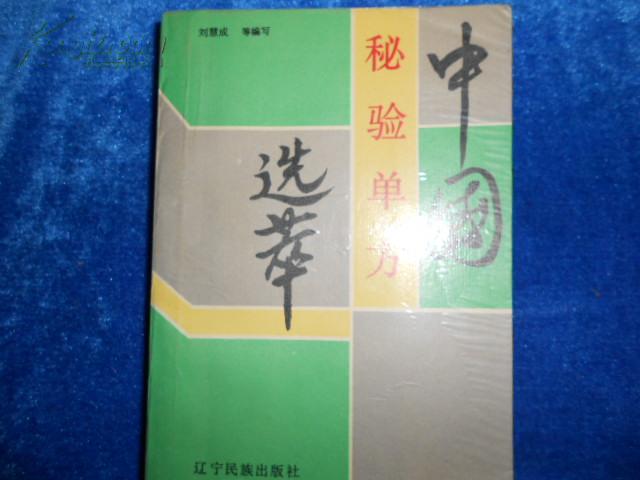 刘慧成 等编写
中国
秘验单方
选萃
辽宁民族出版社